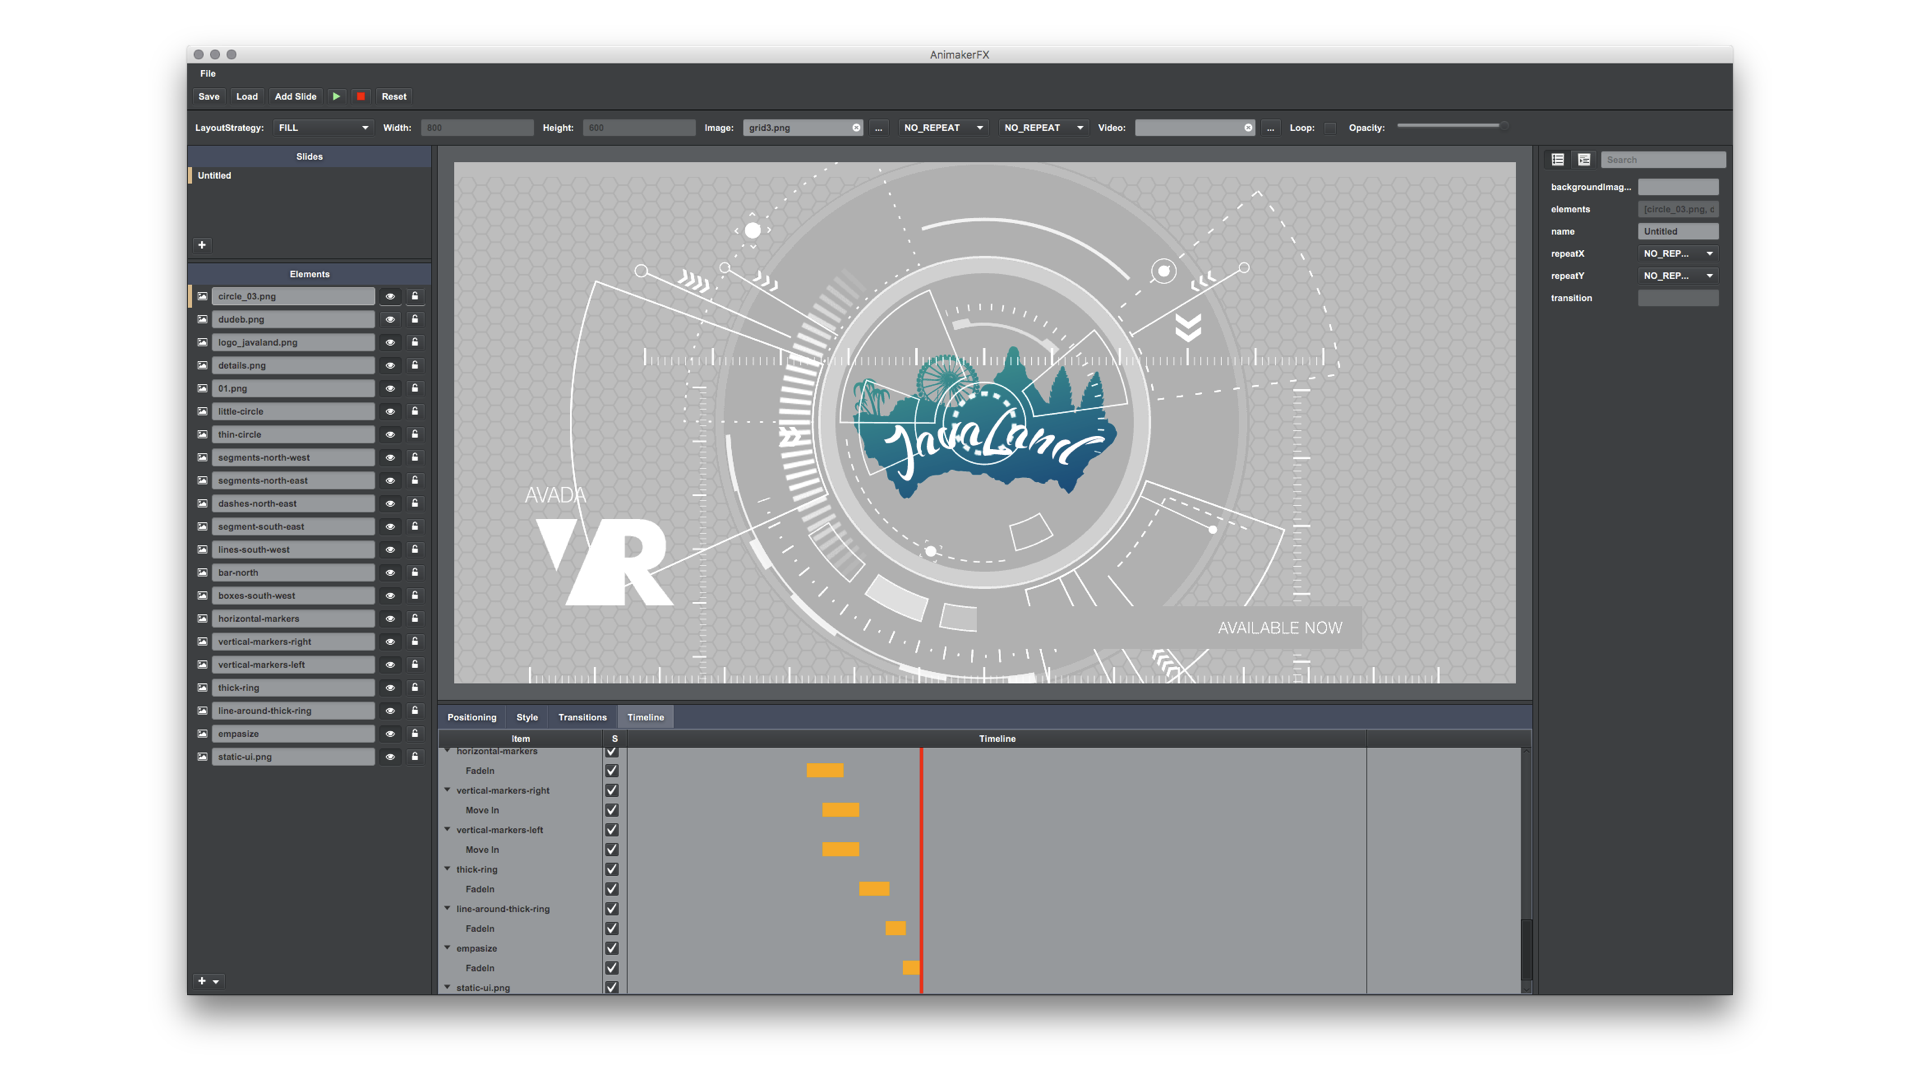 AnimakerFX
File
Save Load Add Slide Reset
LayoutStrategy: FILL Width: 800 Height: 600 Image: grid3.png ... NO_REPEAT NO_REPEAT Video: ... Loop: Opacity:
Slides
Untitled
+
Elements
circle_03.png
dudeb.png
logo_javaland.png
details.png
01.png
little-circle
thin-circle
segments-north-west
segments-north-east
dashes-north-east
segment-south-east
lines-south-west
bar-north
boxes-south-west
horizontal-markers
vertical-markers-right
vertical-markers-left
thick-ring
line-around-thick-ring
empasize
static-ui.png
+
JavaLand
AVADA
VR
AVAILABLE NOW
Positioning Style Transitions Timeline
Item S Timeline
horizontal-markers
FadeIn
vertical-markers-right
Move In
vertical-markers-left
Move In
thick-ring
FadeIn
line-around-thick-ring
FadeIn
empasize
FadeIn
static-ui.png
Search
backgroundImag...
elements [circle_03.png, c
name Untitled
repeatX NO_REP...
repeatY NO_REP...
transition